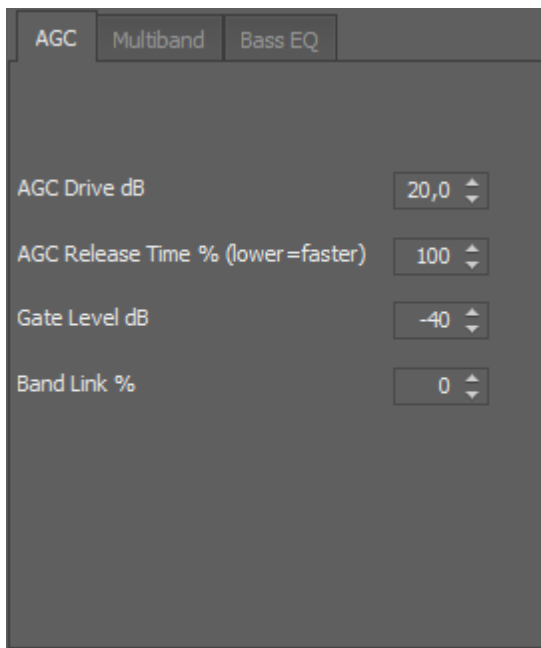 AGC Multiband Bass EQ
AGC Drive dB 20,0
AGC Release Time % (lower=faster) 100
Gate Level dB -40
Band Link % 0